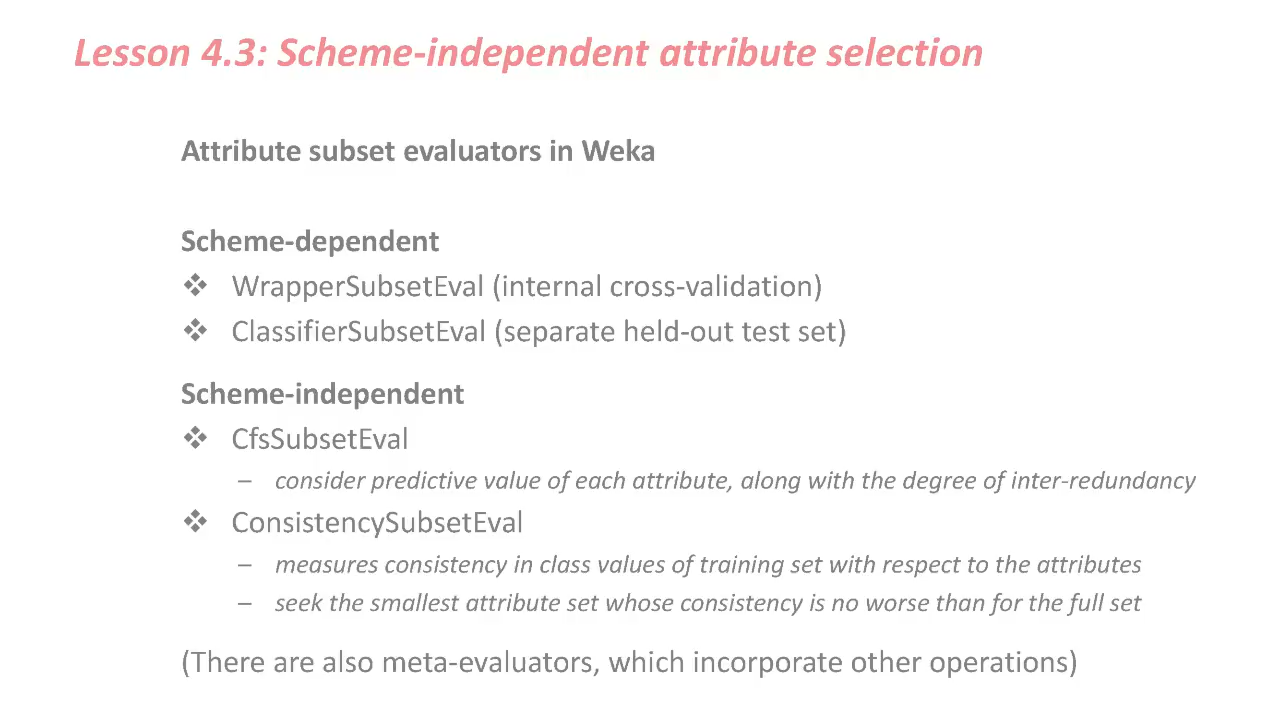 Lesson 4.3: Scheme-independent attribute selection
Attribute subset evaluators in Weka
Scheme-dependent
❖ WrapperSubsetEval (internal cross-validation)
❖ ClassifierSubsetEval (separate held-out test set)
Scheme-independent
❖ CfsSubsetEval
– consider predictive value of each attribute, along with the degree of inter-redundancy
❖ ConsistencySubsetEval
– measures consistency in class values of training set with respect to the attributes
– seek the smallest attribute set whose consistency is no worse than for the full set
(There are also meta-evaluators, which incorporate other operations)